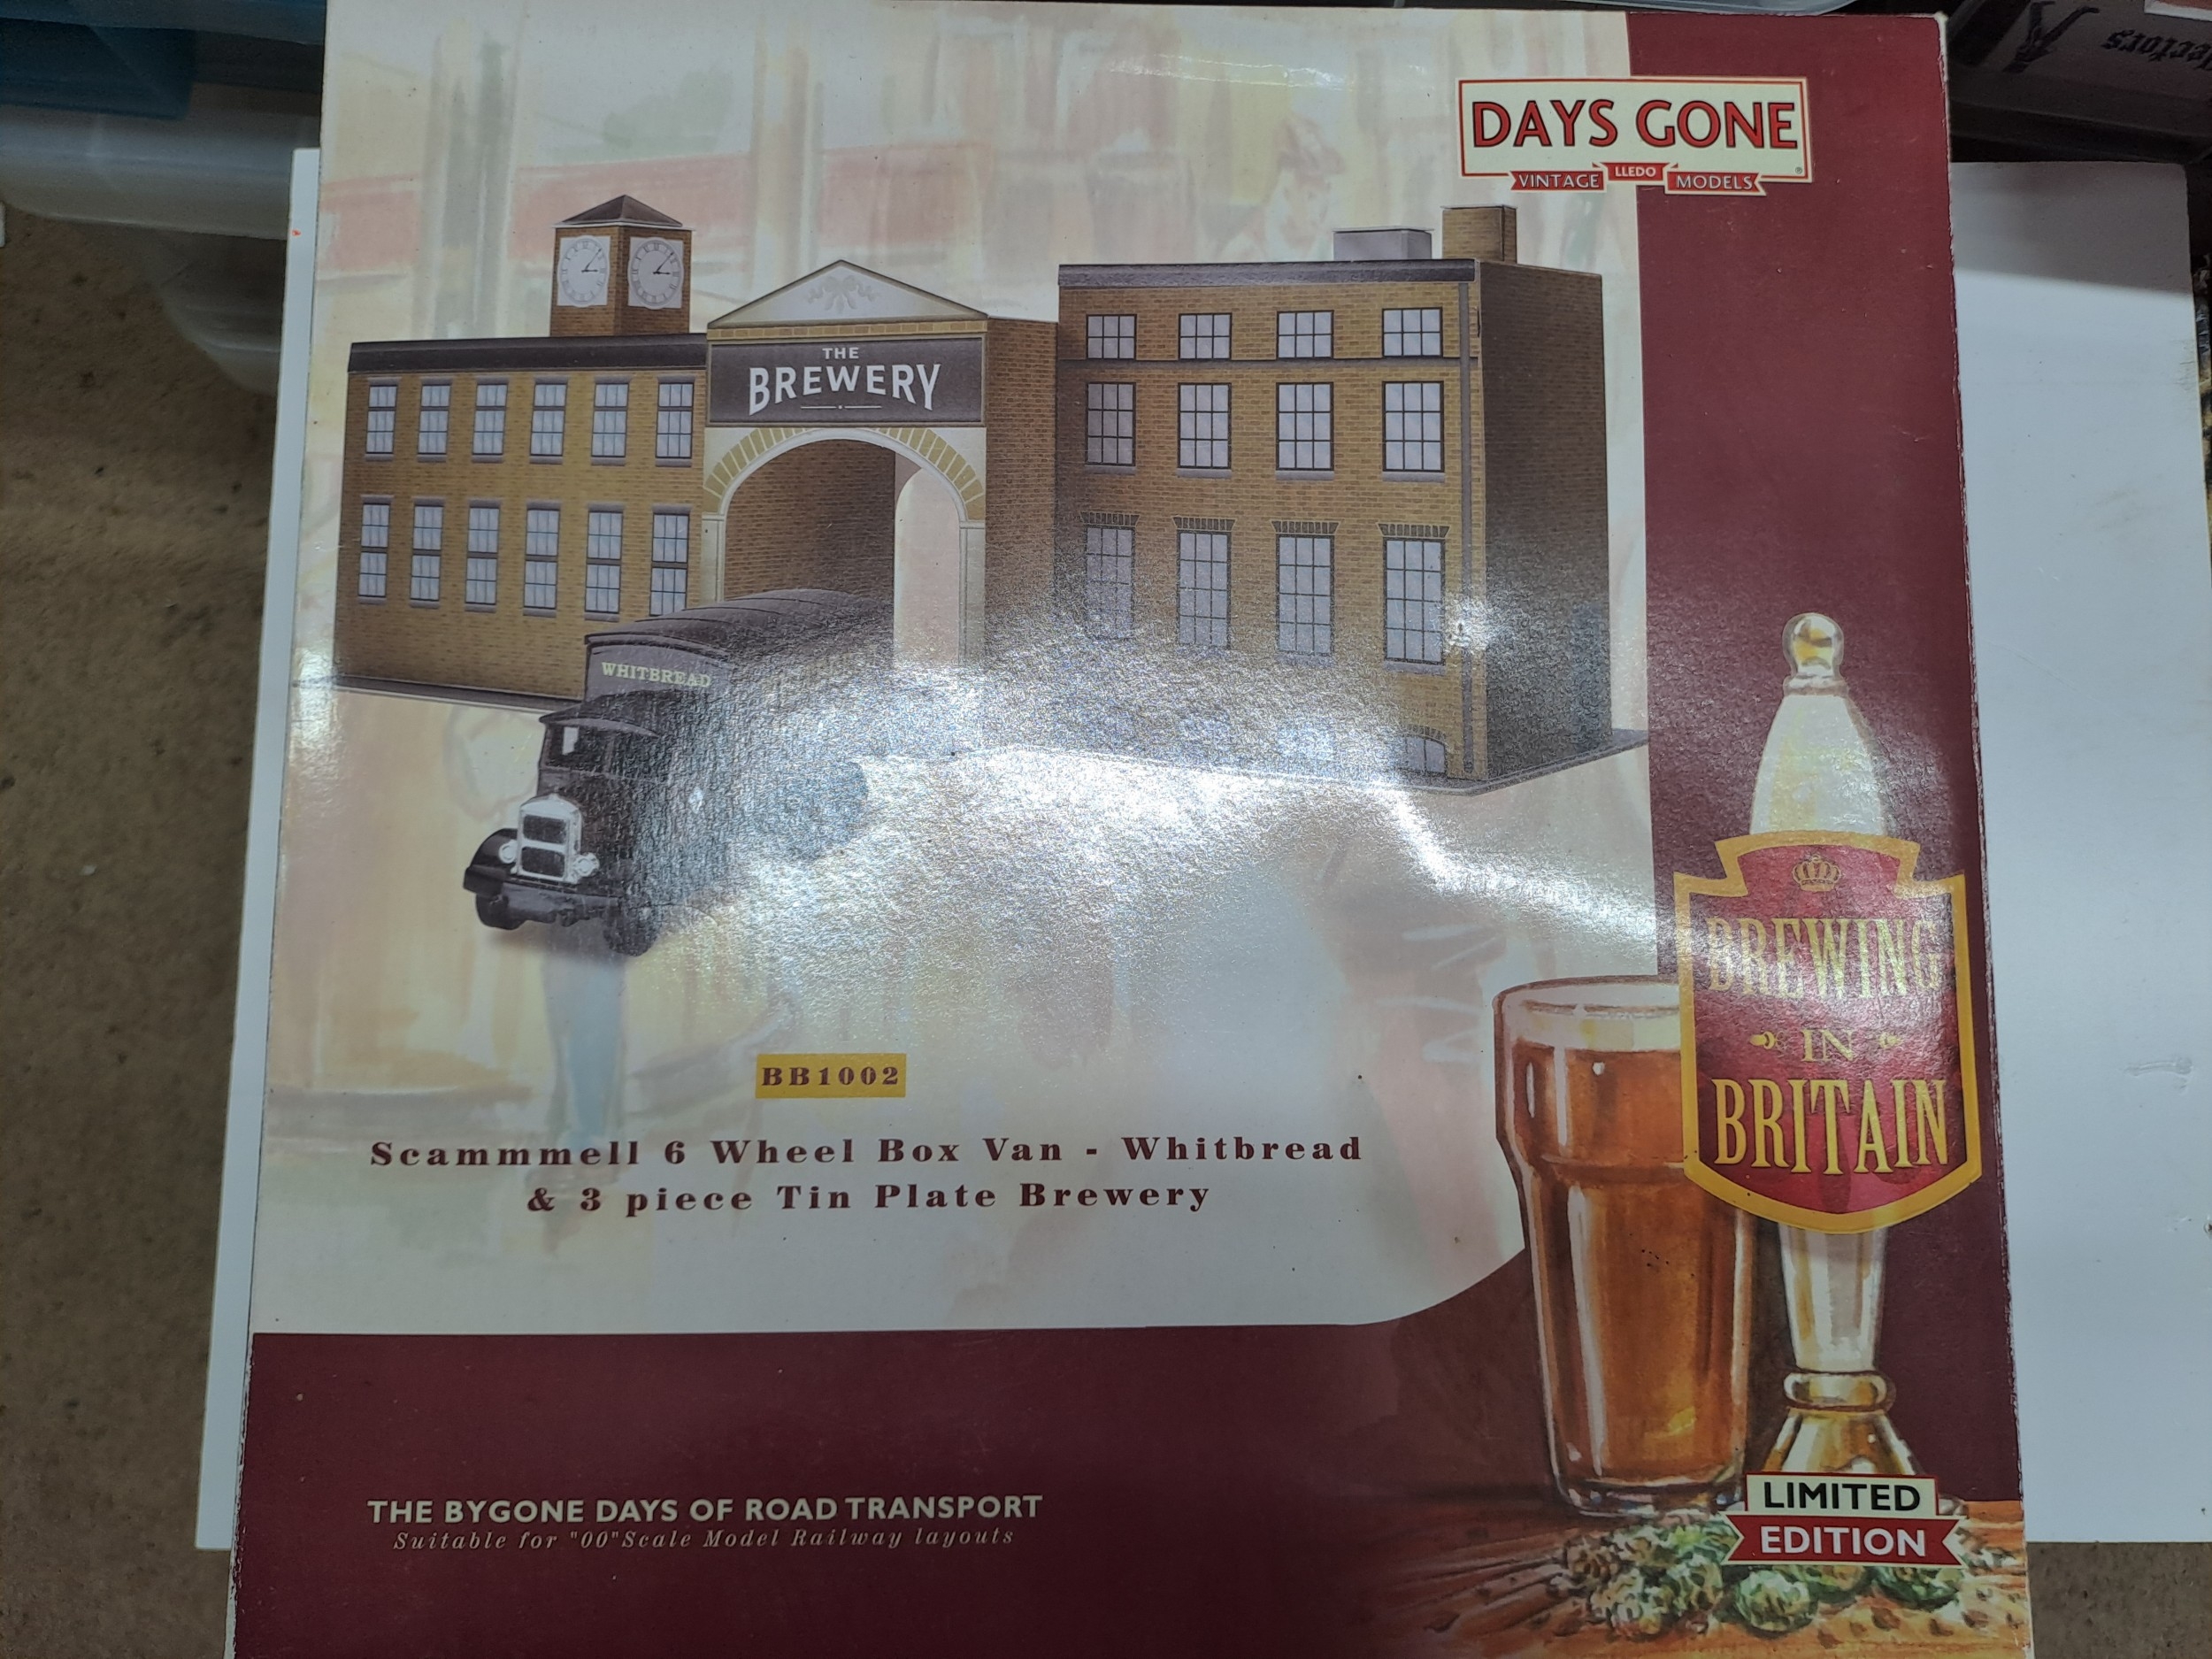 DAYS GONE
VINTAGE LLEDO MODELS
THE
BREWERY
WHITBREAD
BREWING
IN
BRITAIN
BB1002
Scammmell 6 Wheel Box Van - Whitbread
& 3 piece Tin Plate Brewery
THE BYGONE DAYS OF ROAD TRANSPORT
Suitable for "00" Scale Model Railway layouts
LIMITED
EDITION